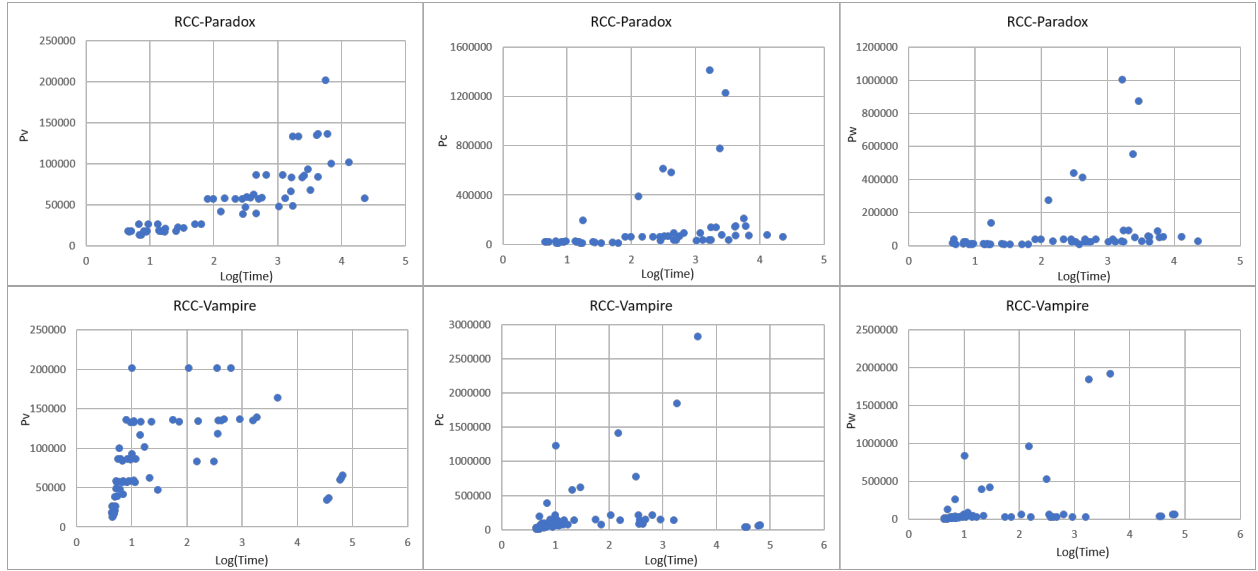 RCC-Paradox
250000
200000
150000
100000
50000
0
0 1 2 3 4 5
Pv
Log(Time)
RCC-Paradox
1600000
1200000
800000
400000
0
0 1 2 3 4 5
Pc
Log(Time)
RCC-Paradox
1200000
1000000
800000
600000
400000
200000
0
0 1 2 3 4 5
Pw
Log(Time)
RCC-Vampire
250000
200000
150000
100000
50000
0
0 1 2 3 4 5 6
Pv
Log(Time)
RCC-Vampire
3000000
2500000
2000000
1500000
1000000
500000
0
0 1 2 3 4 5 6
Pc
Log(Time)
RCC-Vampire
2500000
2000000
1500000
1000000
500000
0
0 1 2 3 4 5 6
Pw
Log(Time)